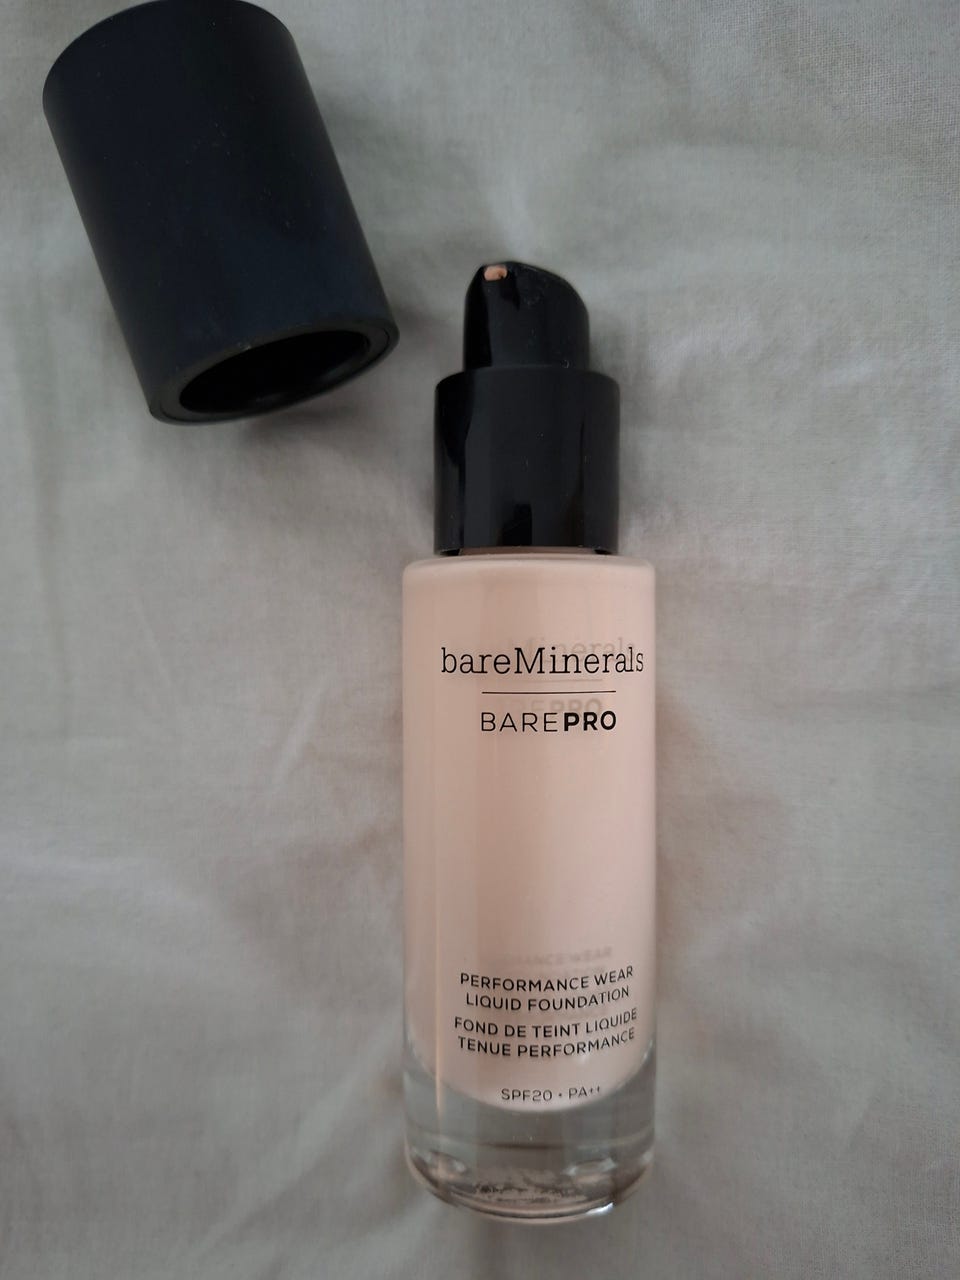 bareMinerals
BAREPRO
PERFORMANCE WEAR
LIQUID FOUNDATION
FOND DE TEINT LIQUIDE
TENUE PERFORMANCE
SPF20 • PA++